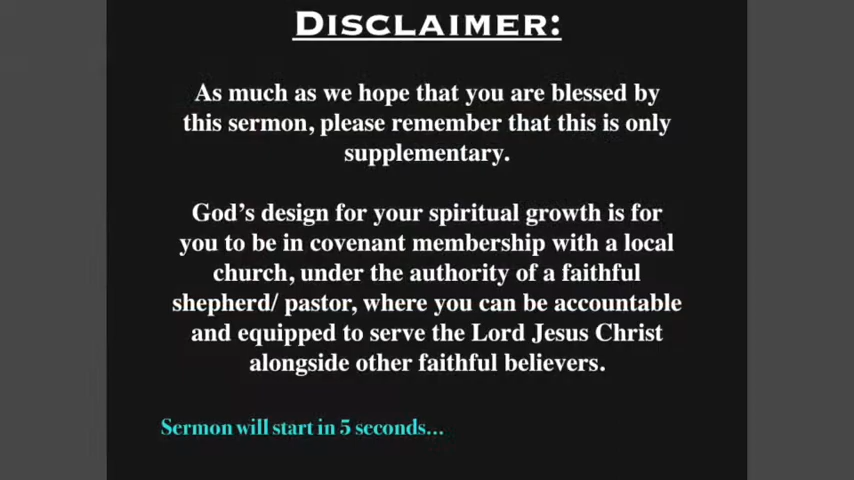 DISCLAIMER:
As much as we hope that you are blessed by
this sermon, please remember that this is only
supplementary.
God's design for your spiritual growth is for
you to be in covenant membership with a local
church, under the authority of a faithful
shepherd/ pastor, where you can be accountable
and equipped to serve the Lord Jesus Christ
alongside other faithful believers.
Sermon will start in 5 seconds...